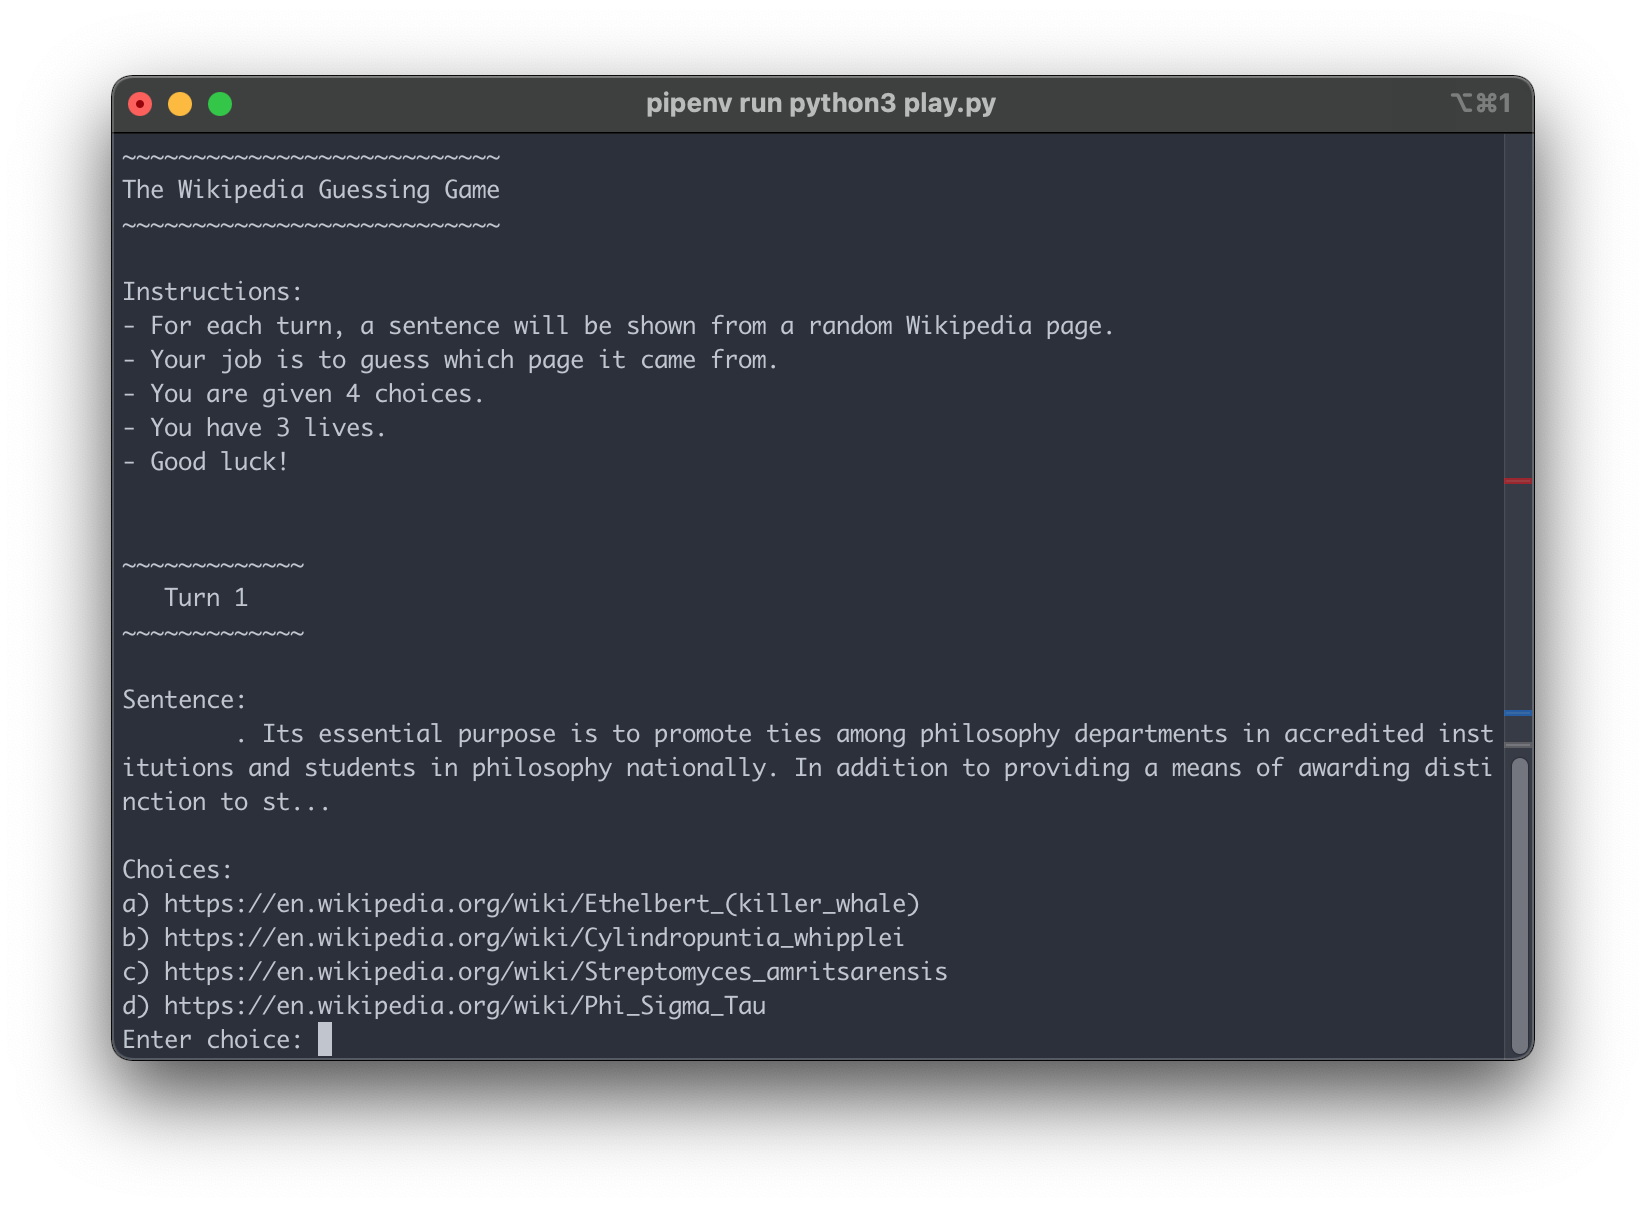 pipenv run python3 play.py
⌥⌘1
~~~~~~~~~~~~~~~~~~~~~~~~~~~
The Wikipedia Guessing Game
~~~~~~~~~~~~~~~~~~~~~~~~~~~
Instructions:
- For each turn, a sentence will be shown from a random Wikipedia page.
- Your job is to guess which page it came from.
- You are given 4 choices.
- You have 3 lives.
- Good luck!
~~~~~~~~~~~~~
Turn 1
~~~~~~~~~~~~~
Sentence:
. Its essential purpose is to promote ties among philosophy departments in accredited inst
itutions and students in philosophy nationally. In addition to providing a means of awarding disti
nction to st...
Choices:
a) https://en.wikipedia.org/wiki/Ethelbert_(killer_whale)
b) https://en.wikipedia.org/wiki/Cylindropuntia_whipplei
c) https://en.wikipedia.org/wiki/Streptomyces_amritsarensis
d) https://en.wikipedia.org/wiki/Phi_Sigma_Tau
Enter choice: